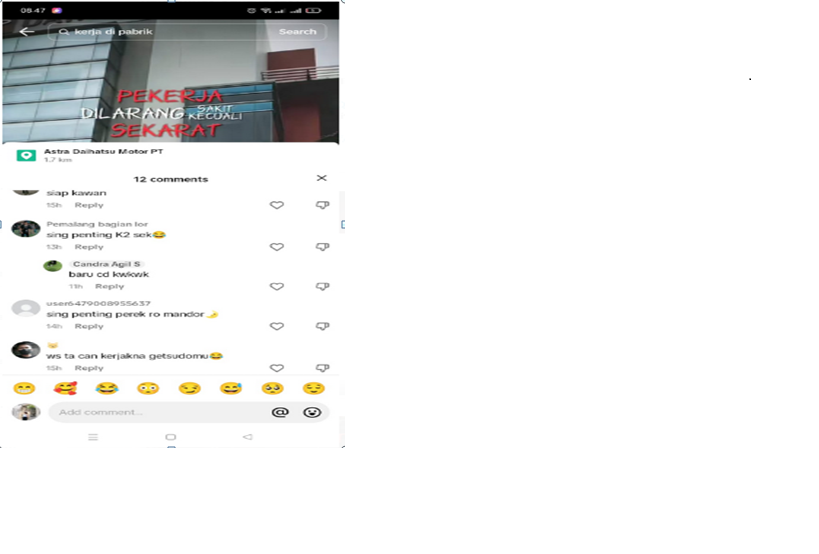 08.47
kerja di pabrik
Search
PEKERJA
DILARANG SAKIT KECUALI
SEKARAT
Astra Daihatsu Motor PT
1.7 km
12 comments
siap kawan
15h Reply
Pemalang bagian lor
sing penting K2 sek😂
13h Reply
Candra Agil S
baru cd kwkwk
11h Reply
user6479008955637
sing penting perek ro mandor🤌
14h Reply
ws ta can kerjakna getsudomu😂
15h Reply
Add comment...